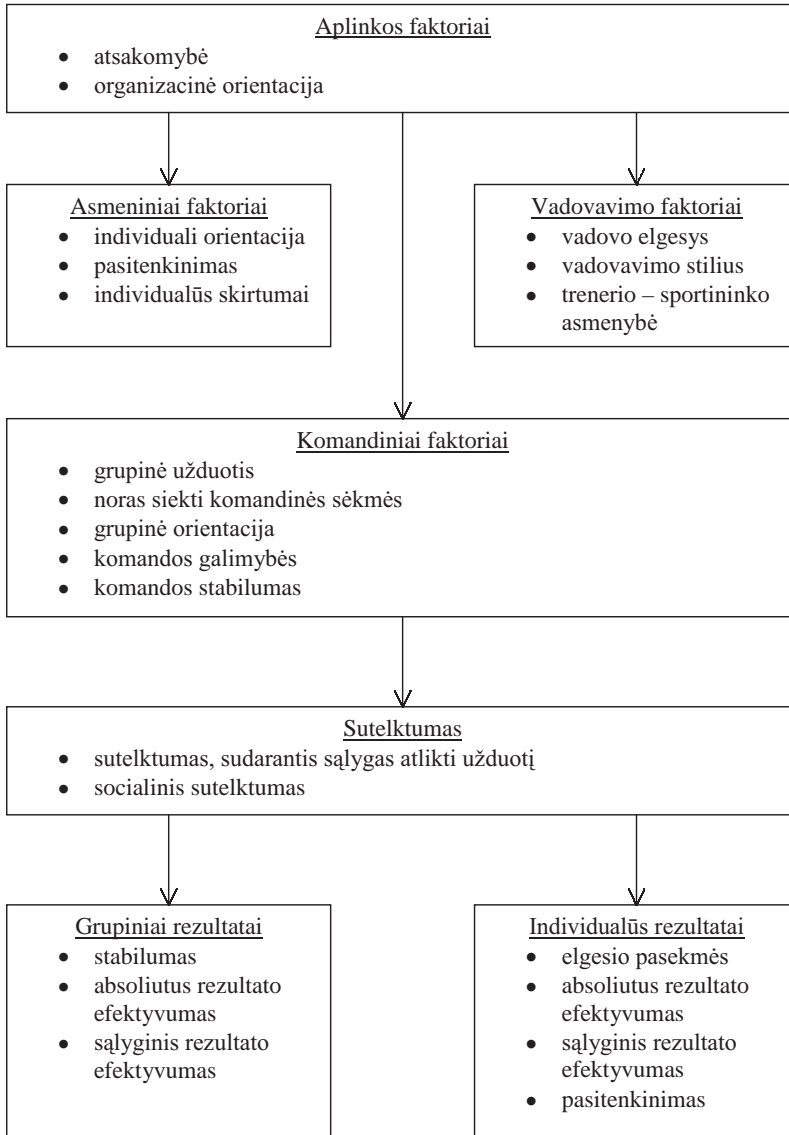 Aplinkos faktoriai
• atsakomybė
• organizacinė orientacija
Asmeniniai faktoriai
• individuali orientacija
• pasitenkinimas
• individualūs skirtumai
Vadovavimo faktoriai
• vadovo elgesys
• vadovavimo stilius
• trenerio – sportininko
asmenybė
Komandiniai faktoriai
• grupinė užduotis
• noras siekti komandinės sėkmės
• grupinė orientacija
• komandos galimybės
• komandos stabilumas
Sutelktumas
• sutelktumas, sudarantis sąlygas atlikti užduotį
• socialinis sutelktumas
Grupiniai rezultatai
• stabilumas
• absoliutus rezultato
efektyvumas
• sąlyginis rezultato
efektyvumas
Individualūs rezultatai
• elgesio pasekmės
• absoliutus rezultato
efektyvumas
• sąlyginis rezultato
efektyvumas
• pasitenkinimas